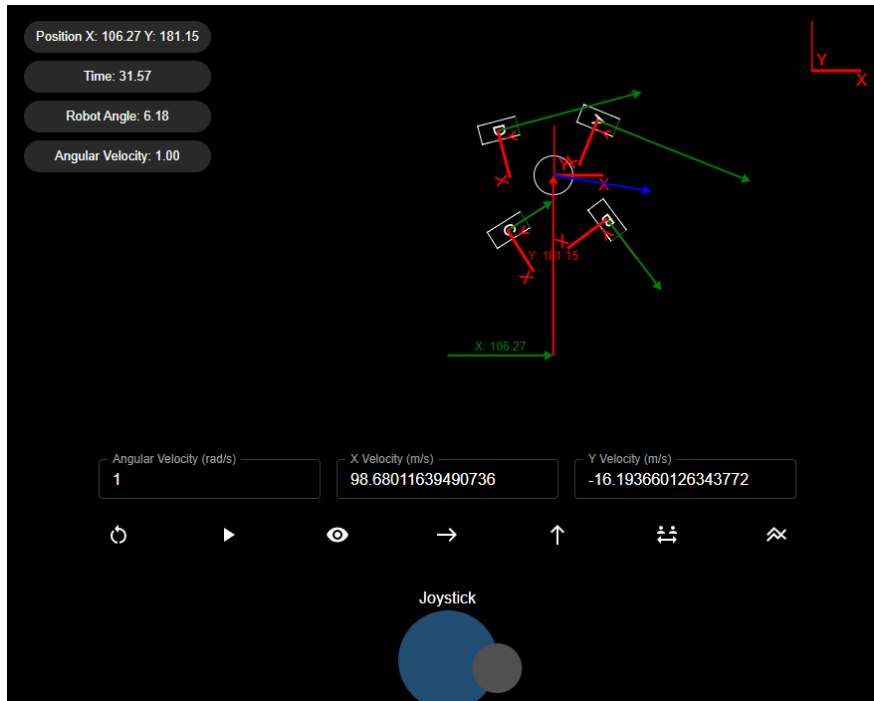 Position X: 106.27 Y: 181.15
Time: 31.57
Robot Angle: 6.18
Angular Velocity: 1.00
Y
X
D
Y
A
Y
X
X
Y
X
C
Y
X
B
Y
X
Y: 181.15
X: 106.27
Angular Velocity (rad/s)
1
X Velocity (m/s)
98.68011639490736
Y Velocity (m/s)
-16.193660126343772
Joystick